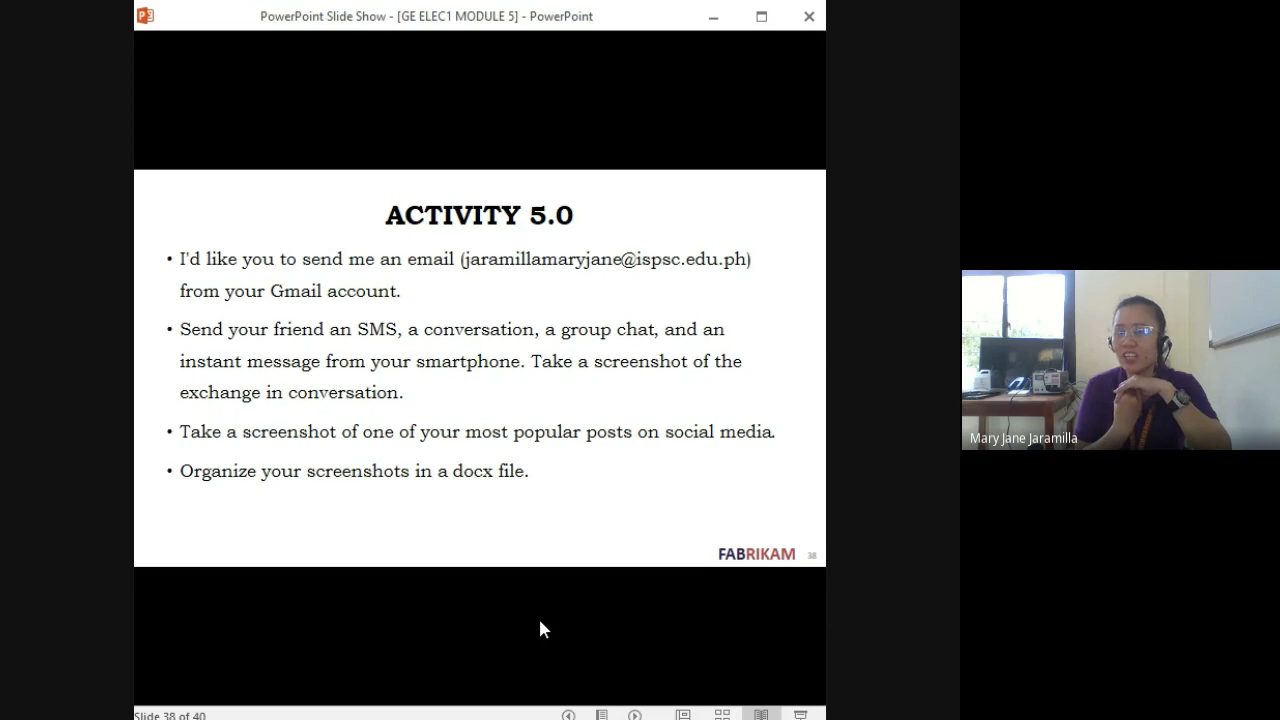 PowerPoint Slide Show - [GE ELEC1 MODULE 5] - PowerPoint
ACTIVITY 5.0
• I'd like you to send me an email (jaramillamaryjane@ispsc.edu.ph)
from your Gmail account.
• Send your friend an SMS, a conversation, a group chat, and an
instant message from your smartphone. Take a screenshot of the
exchange in conversation.
• Take a screenshot of one of your most popular posts on social media.
• Organize your screenshots in a docx file.
FABRIKAM 38
Mary Jane Jaramilla
Slide 38 of 40